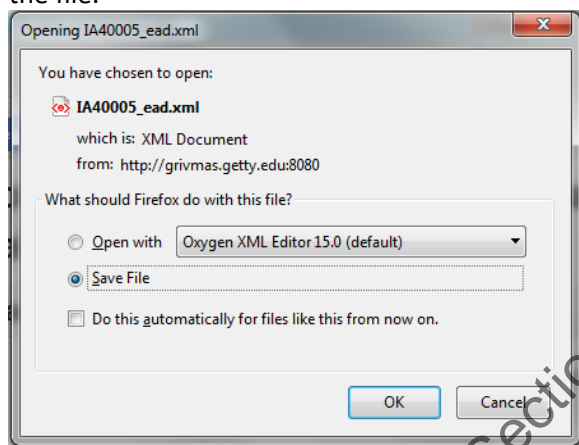 the file.
Opening IA40005_ead.xml
You have chosen to open:
IA40005_ead.xml
which is: XML Document
from: http://grivmas.getty.edu:8080
What should Firefox do with this file?
Open with Oxygen XML Editor 15.0 (default)
Save File
Do this automatically for files like this from now on.
OK Cancel